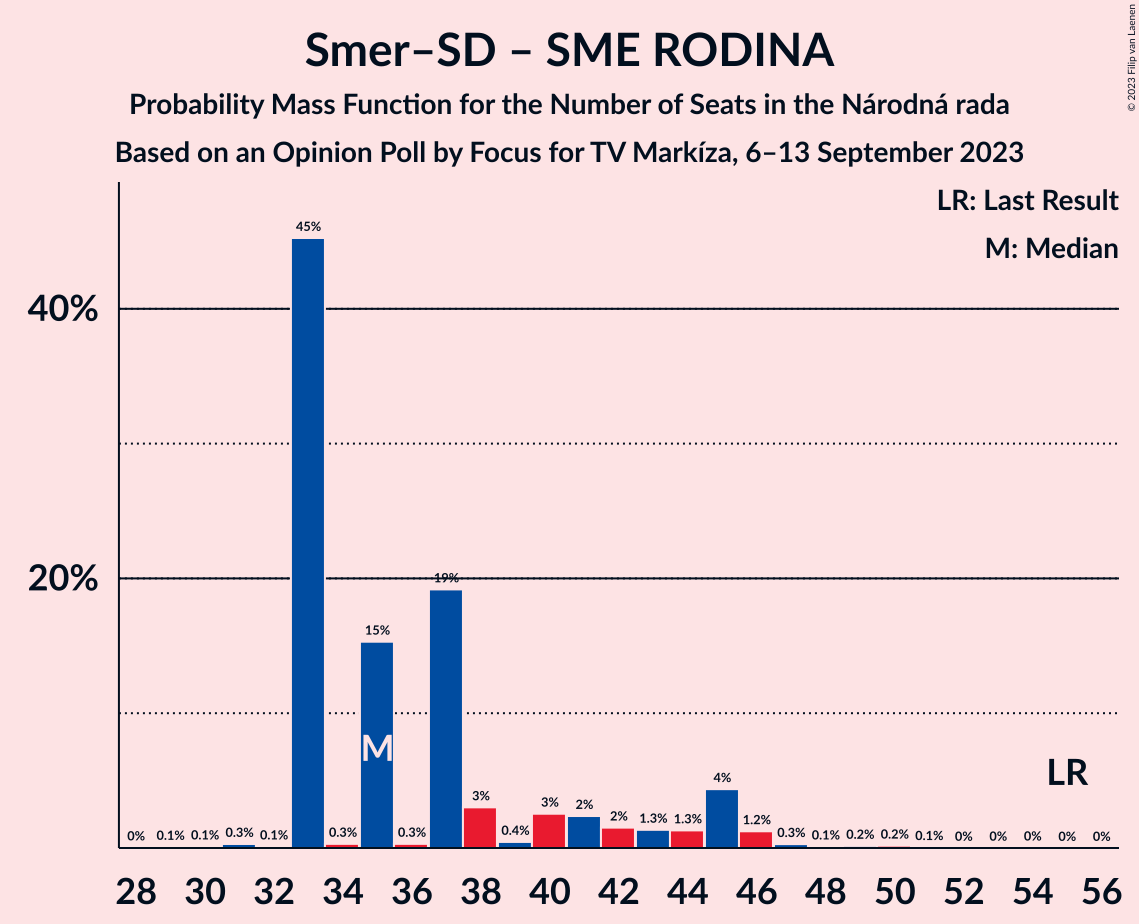 Smer–SD – SME RODINA
Probability Mass Function for the Number of Seats in the Národná rada
Based on an Opinion Poll by Focus for TV Markíza, 6–13 September 2023
© 2023 Filip van Laenen
LR: Last Result
M: Median
40%
20%
0% 0.1% 0.1% 0.3% 0.1% 45% 0.3% 15% 0.3% 19% 3% 0.4% 3% 2% 2% 1.3% 1.3% 4% 1.2% 0.3% 0.1% 0.2% 0.2% 0.1% 0% 0% 0% 0% 0%
M
LR
28 30 32 34 36 38 40 42 44 46 48 50 52 54 56